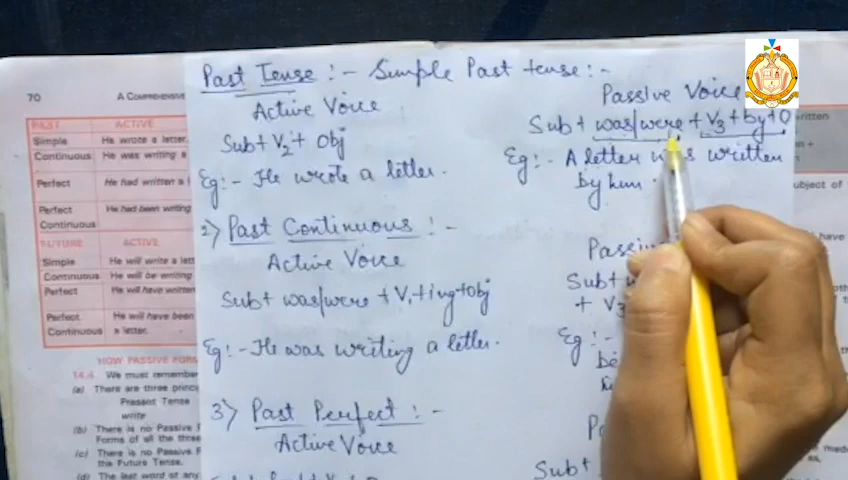 Past Tense :- Simple Past tense :-
Active Voice
Sub + V2 + Obj
Eg :- He wrote a letter.
Passive Voice
Sub + was/were + V3 + by + O
Eg :- A letter was written
by him.
2) Past Continuous :-
Active Voice
Sub + was/were + V1 + ing + obj
Eg :- He was writing a letter.
Sub +
+ V3
Eg :-
3) Past Perfect :-
Active Voice
Sub +
70
A COMPREHENSIVE
PAST ACTIVE
Simple He wrote a letter.
Continuous He was writing a
Perfect He had written a
Perfect He had been writing
Continuous
FUTURE ACTIVE
Simple He will write a
Continuous He will be writing
Perfect He will have written
Perfect He will have been
Continuous a letter.
HOW PASSIVE
14.4 We must remember
(a) There are three
Present Tense
write
(b) There is no Passive
Forms of all the
(c) There is no Passive
the Future Tense.
(d) The last word of any